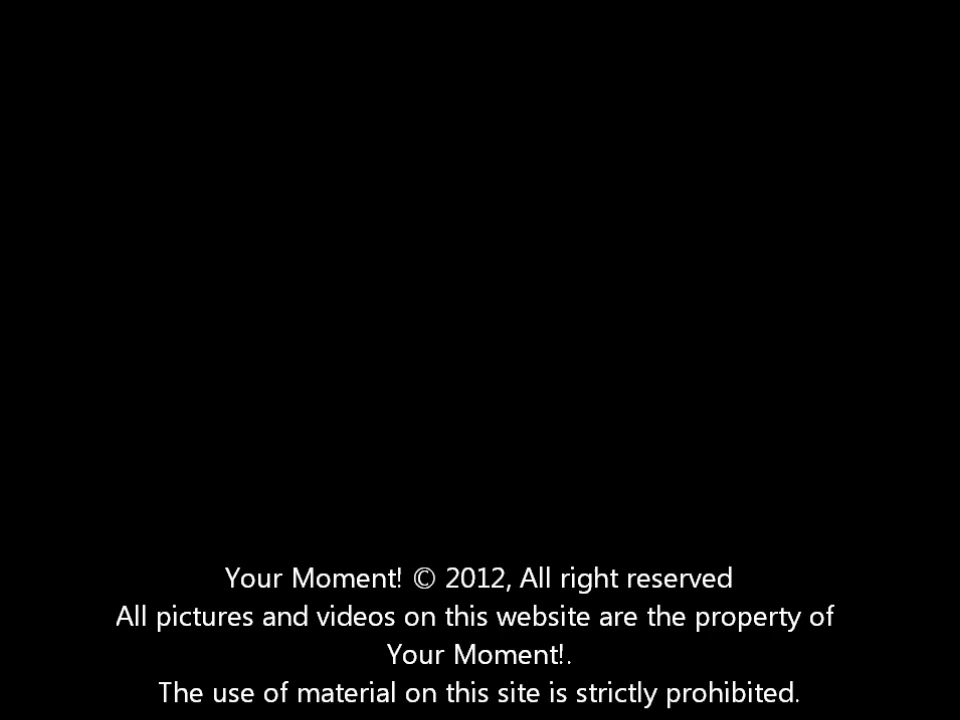 Your Moment! © 2012, All right reserved
All pictures and videos on this website are the property of
Your Moment!.
The use of material on this site is strictly prohibited.